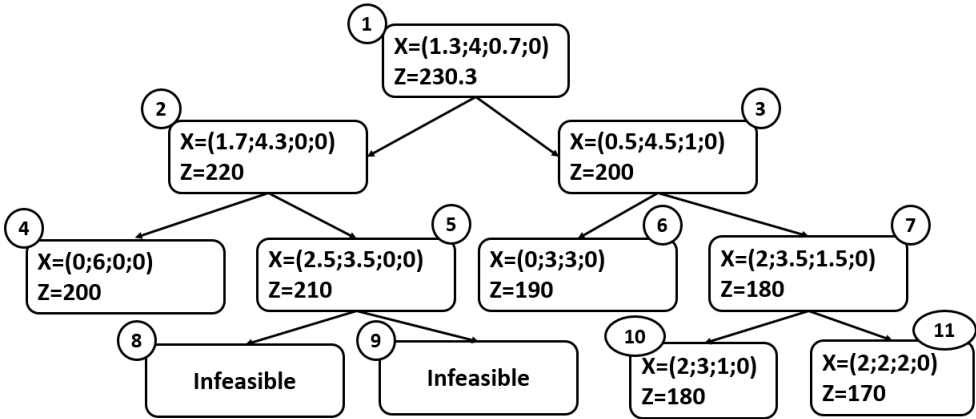 1
X=(1.3;4;0.7;0)
Z=230.3
2
X=(1.7;4.3;0;0)
Z=220
3
X=(0.5;4.5;1;0)
Z=200
4
X=(0;6;0;0)
Z=200
5
X=(2.5;3.5;0;0)
Z=210
6
X=(0;3;3;0)
Z=190
7
X=(2;3.5;1.5;0)
Z=180
8
Infeasible
9
Infeasible
10
X=(2;3;1;0)
Z=180
11
X=(2;2;2;0)
Z=170